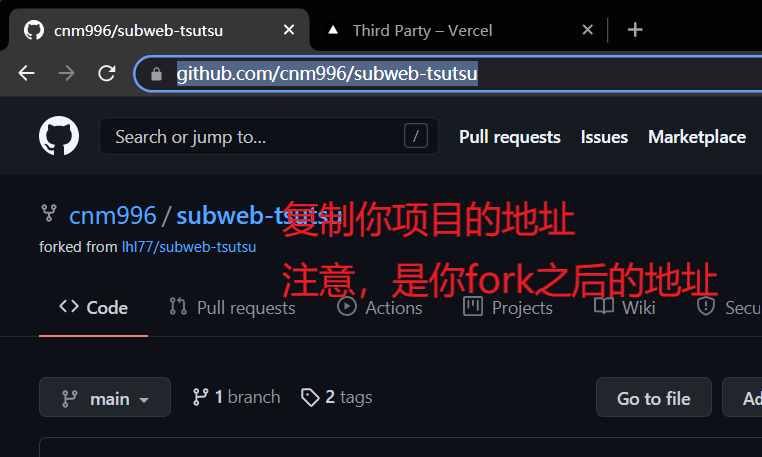 cnm996/subweb-tsutsu
Third Party – Vercel
github.com/cnm996/subweb-tsutsu
Search or jump to…
/
Pull requests
Issues
Marketplace
cnm996 / subweb-tsutsu
复制你项目的地址
forked from lhl77/subweb-tsutsu
注意，是你fork之后的地址
Code
Pull requests
Actions
Projects
Wiki
Secu
main
1 branch
2 tags
Go to file
Ad